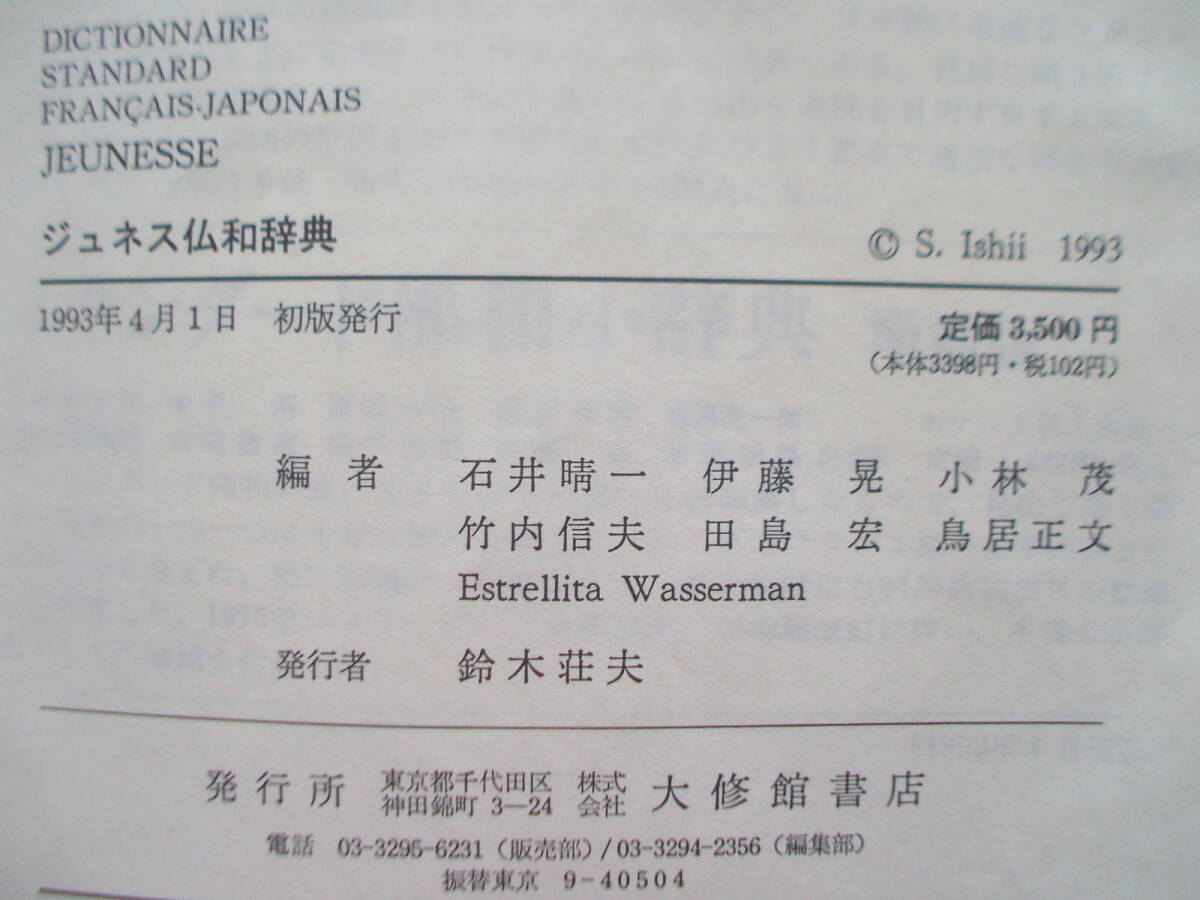 DICTIONNAIRE
STANDARD
FRANÇAIS-JAPONAIS
JEUNESSE
ジュネス仏和辞典
© S. Ishii 1993
1993年4月1日 初版発行
定価 3,500 円
(本体3398円・税102円)
編者 石井晴一 伊藤 晃 小林 茂
竹内信夫 田島 宏 鳥居正文
Estrellita Wasserman
発行者 鈴木荘夫
発行所 東京都千代田区神田錦町 3-24 株式会社 大修館書店
電話 03-3295-6231 (販売部) / 03-3294-2356 (編集部)
振替東京 9-40504